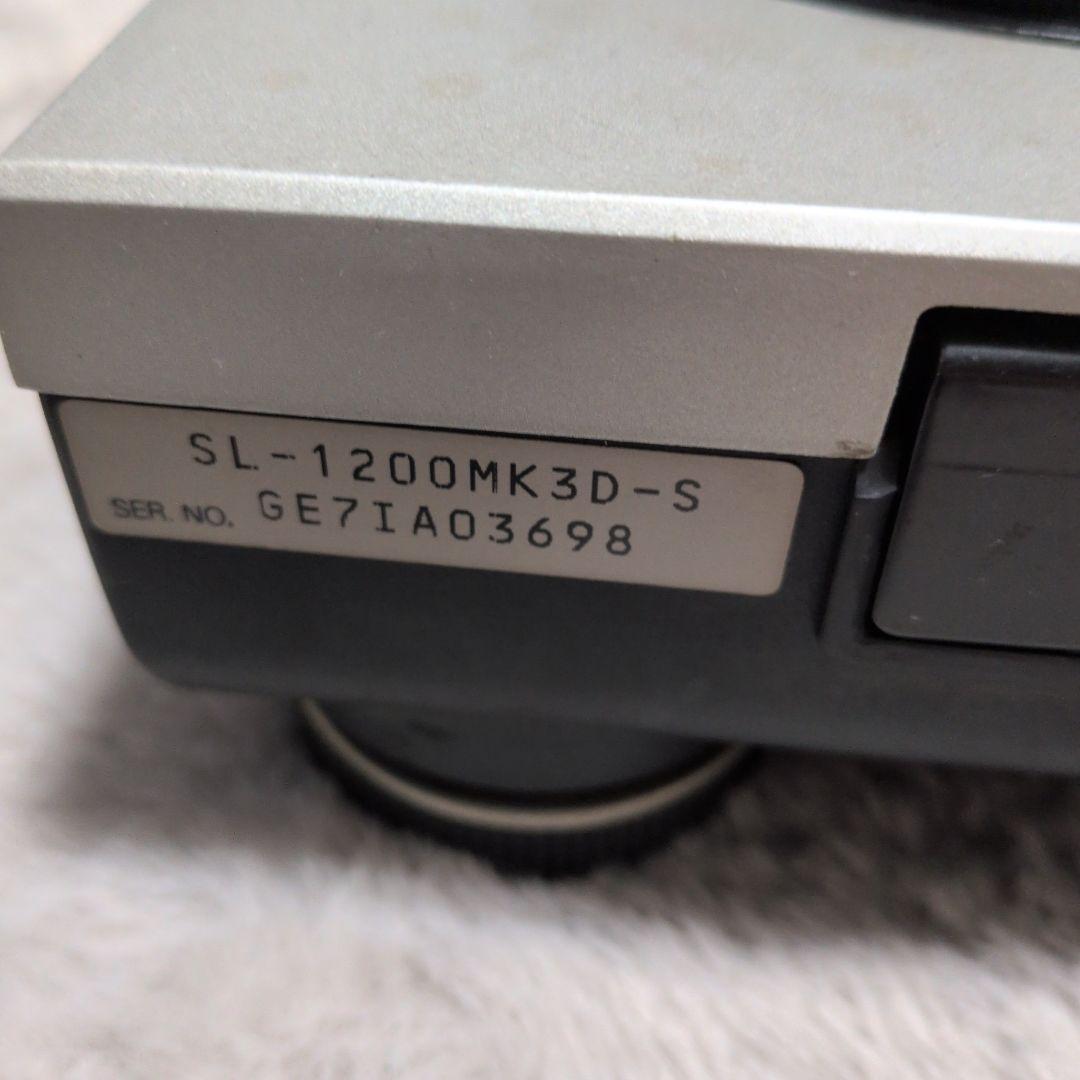 SL-1200MK3D-S
SER. NO. GE7IA03698